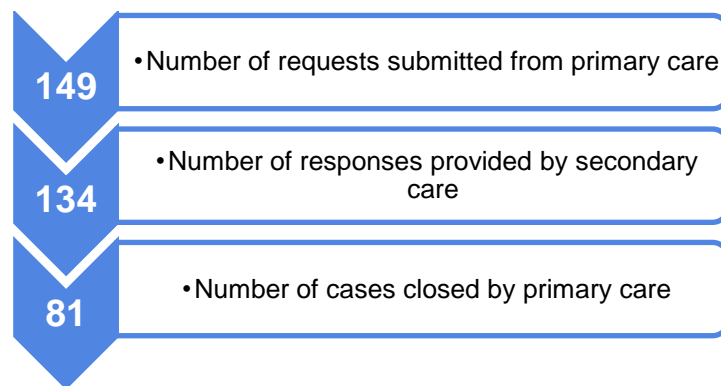 149
•Number of requests submitted from primary care
134
•Number of responses provided by secondary
care
81
•Number of cases closed by primary care